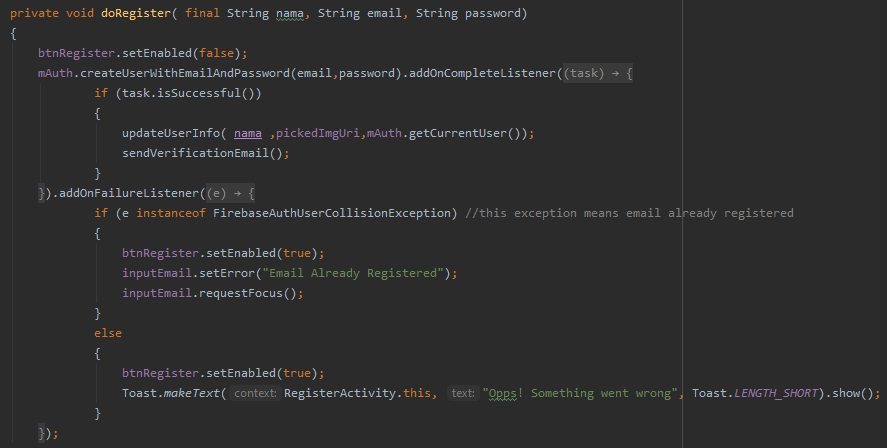 private void doRegister( final String nama, String email, String password)
{
btnRegister.setEnabled(false);
mAuth.createUserWithEmailAndPassword(email,password).addOnCompleteListener((task) → {
if (task.isSuccessful())
{
updateUserInfo( nama ,pickedImgUri,mAuth.getCurrentUser());
sendVerificationEmail();
}
}).addOnFailureListener((e) → {
if (e instanceof FirebaseAuthUserCollisionException) //this exception means email already registered
{
btnRegister.setEnabled(true);
inputEmail.setError("Email Already Registered");
inputEmail.requestFocus();
}
else
{
btnRegister.setEnabled(true);
Toast.makeText( context: RegisterActivity.this, text: "Opps! Something went wrong", Toast.LENGTH_SHORT).show();
}
});